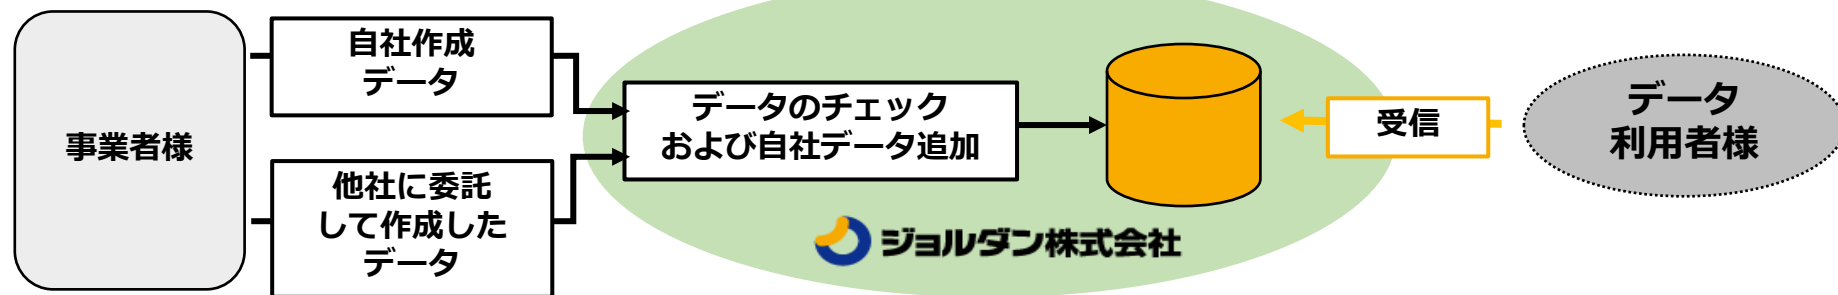 事業者様
自社作成
データ
他社に委託
して作成した
データ
データのチェック
および自社データ追加
ジョルダン株式会社
受信
データ
利用者様